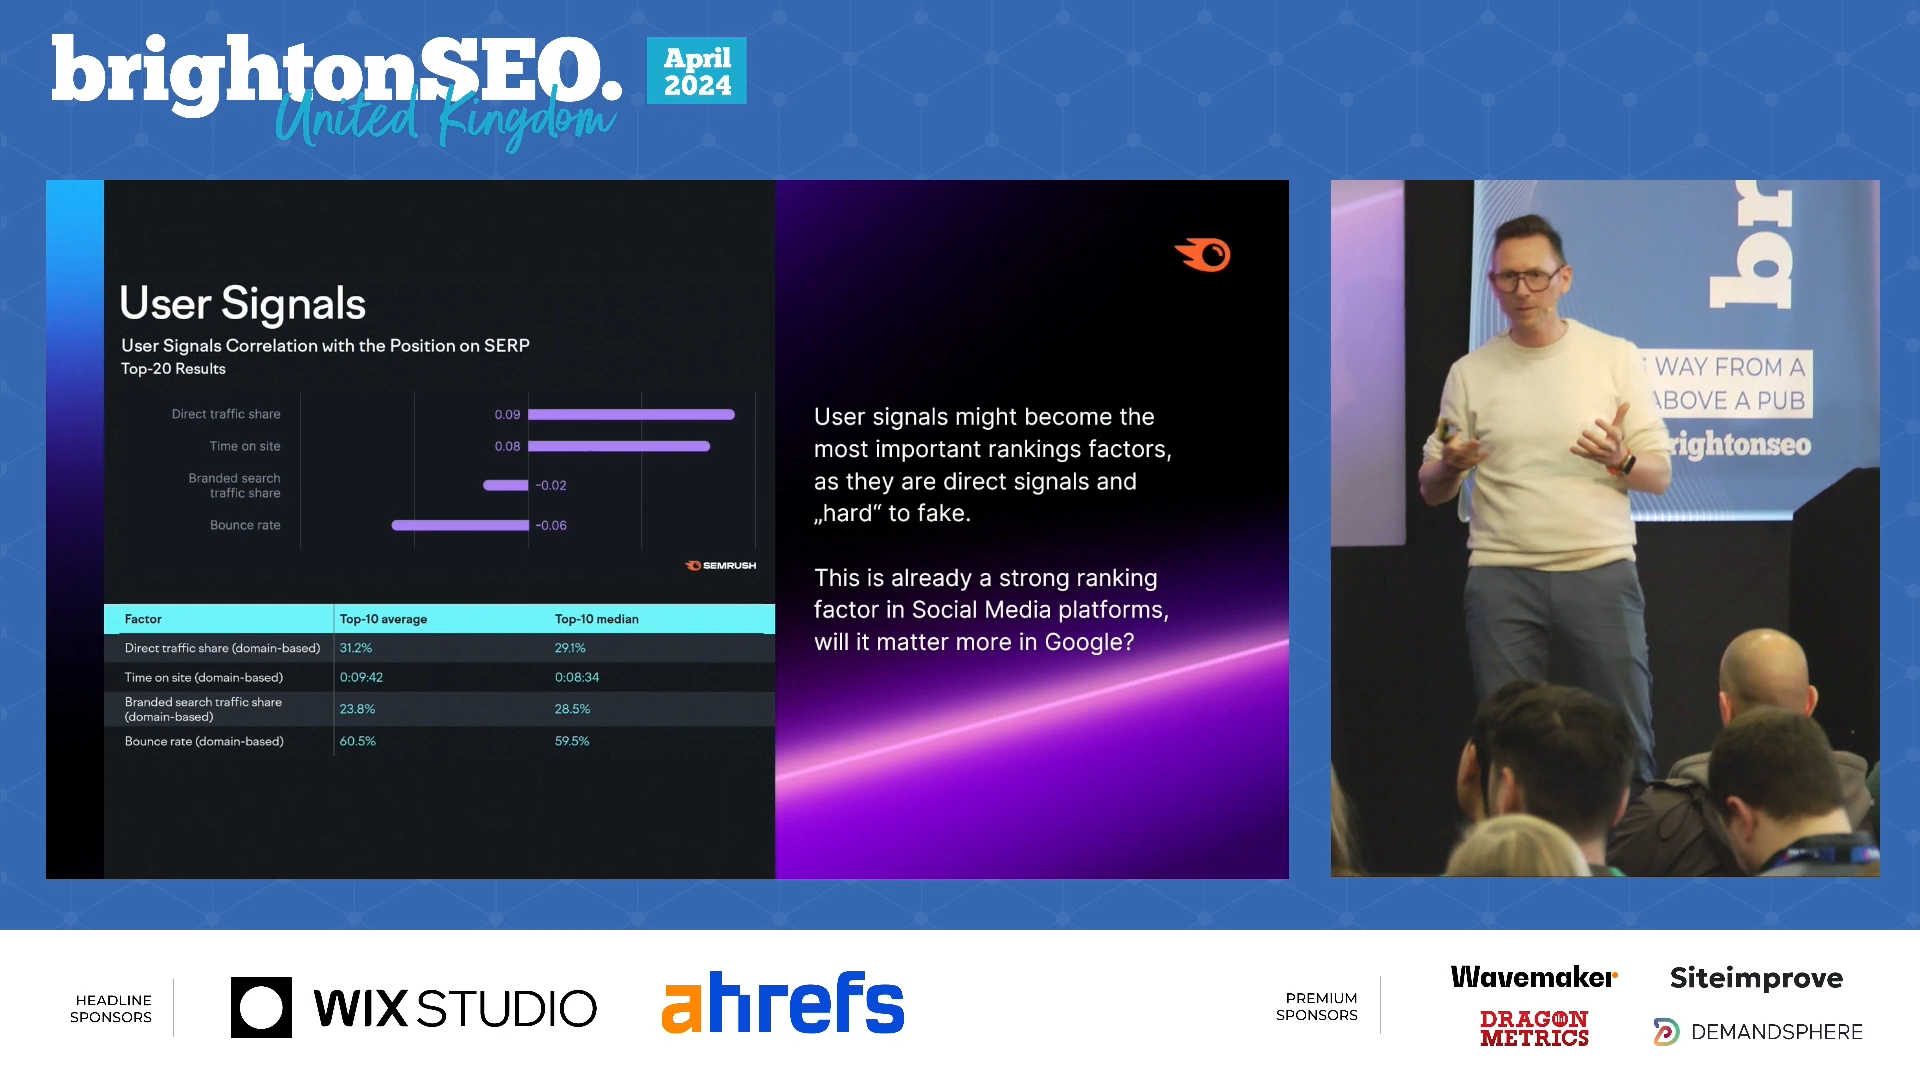 brightonSEO.
United Kingdom
April
2024
User Signals
User Signals Correlation with the Position on SERP
Top-20 Results
Direct traffic share
0.09
Time on site
0.08
Branded search
traffic share
-0.02
Bounce rate
-0.06
SEMRUSH
Factor Top-10 average Top-10 median
Direct traffic share (domain-based) 31.2% 29.1%
Time on site (domain-based) 0:09:42 0:08:34
Branded search traffic share
(domain-based) 23.8% 28.5%
Bounce rate (domain-based) 60.5% 59.5%
User signals might become the
most important rankings factors,
as they are direct signals and
„hard“ to fake.
This is already a strong ranking
factor in Social Media platforms,
will it matter more in Google?
br
WAY FROM A
ABOVE A PUB
rightonseo
HEADLINE
SPONSORS
WIX STUDIO
ahrefs
PREMIUM
SPONSORS
Wavemaker
Siteimprove
DRAGON
METRICS
DEMANDSPHERE